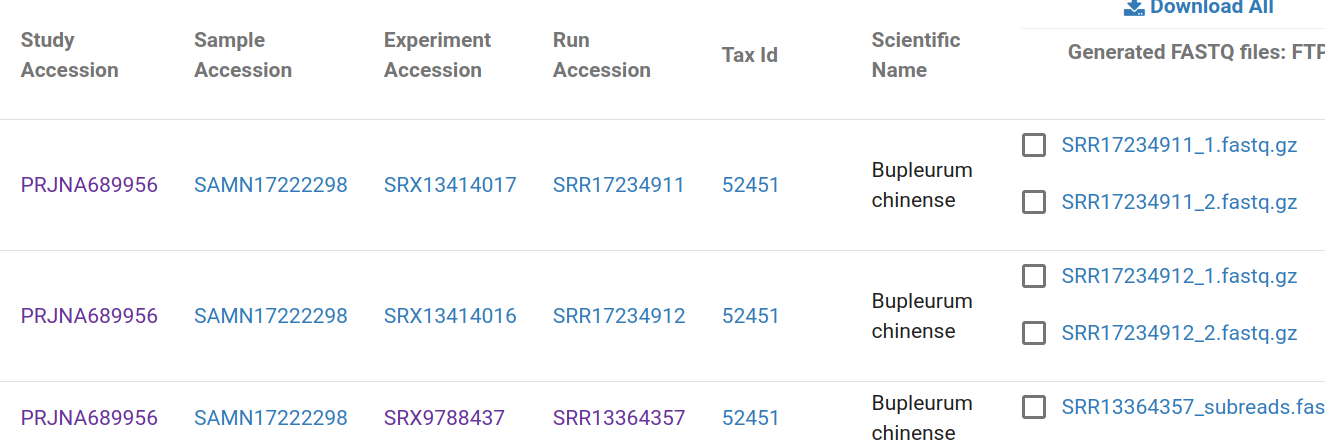 Download All
Study Accession
Sample Accession
Experiment Accession
Run Accession
Tax Id
Scientific Name
Generated FASTQ files: FTP
PRJNA689956 SAMN17222298 SRX13414017 SRR17234911 52451 Bupleurum chinense
SRR17234911_1.fastq.gz
SRR17234911_2.fastq.gz
PRJNA689956 SAMN17222298 SRX13414016 SRR17234912 52451 Bupleurum chinense
SRR17234912_1.fastq.gz
SRR17234912_2.fastq.gz
PRJNA689956 SAMN17222298 SRX9788437 SRR13364357 52451 Bupleurum chinense
SRR13364357_subreads.fas